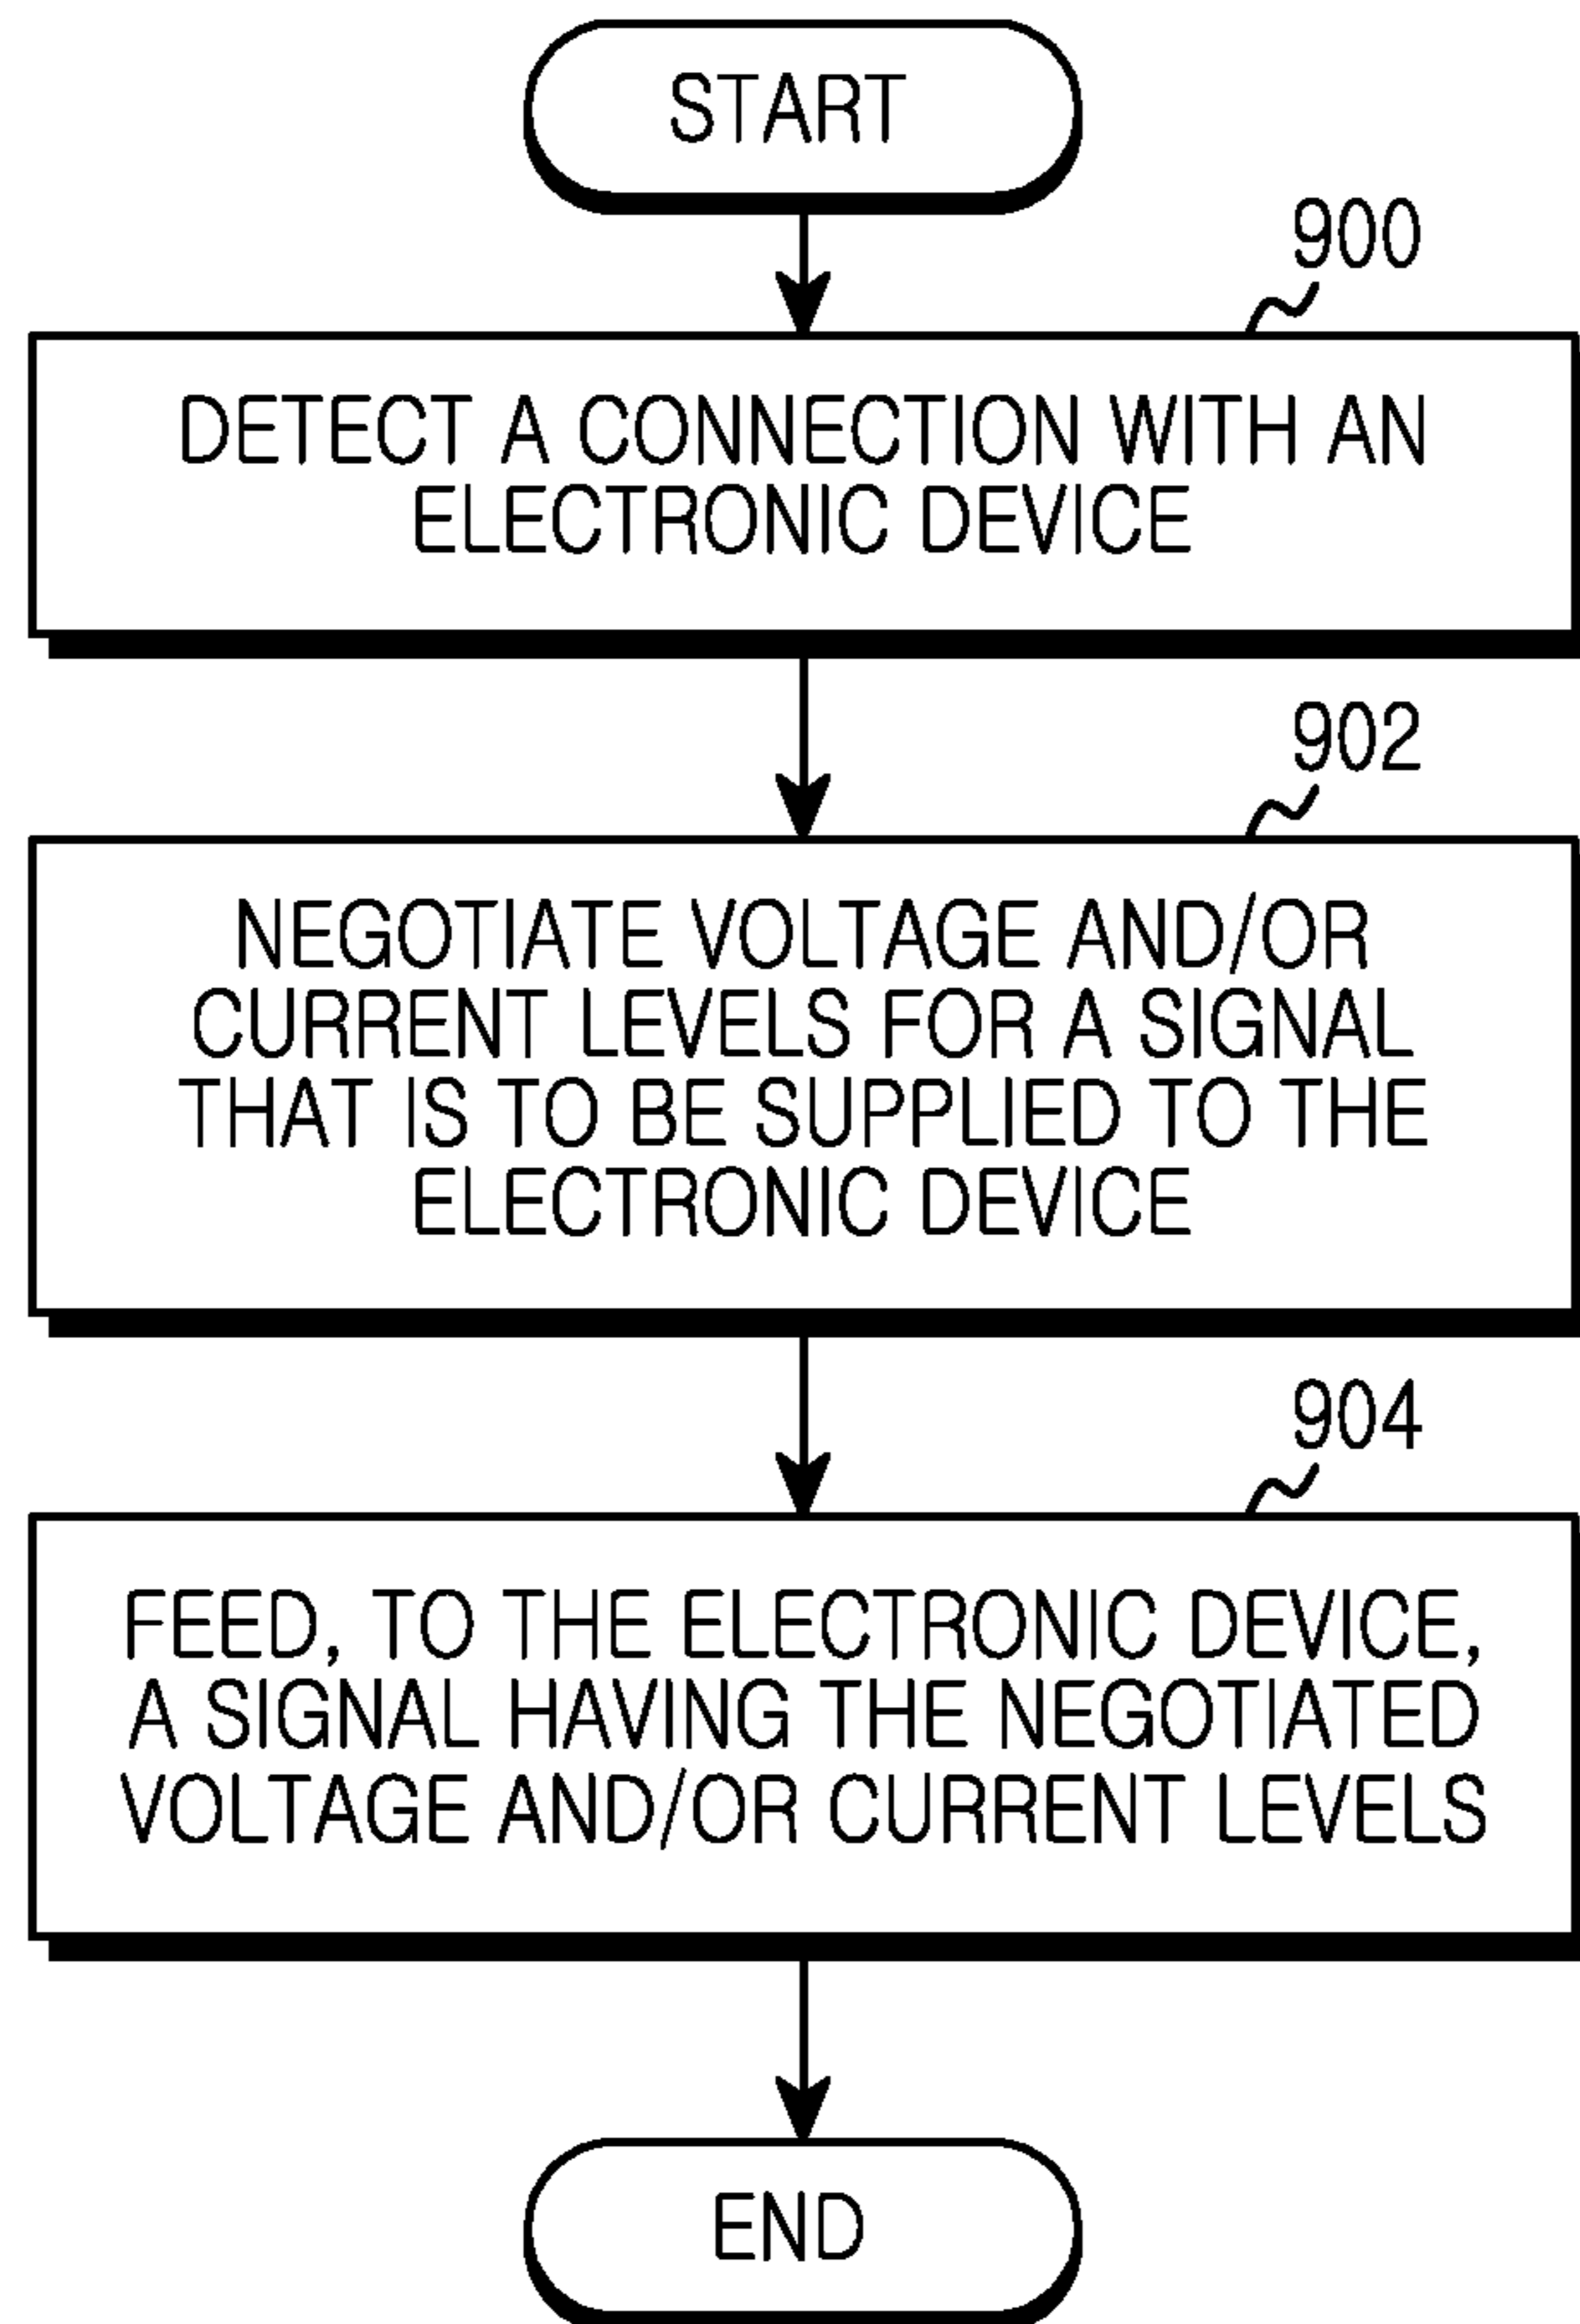 START
900
DETECT A CONNECTION WITH AN
ELECTRONIC DEVICE
902
NEGOTIATE VOLTAGE AND/OR
CURRENT LEVELS FOR A SIGNAL
THAT IS TO BE SUPPLIED TO THE
ELECTRONIC DEVICE
904
FEED, TO THE ELECTRONIC DEVICE,
A SIGNAL HAVING THE NEGOTIATED
VOLTAGE AND/OR CURRENT LEVELS
END